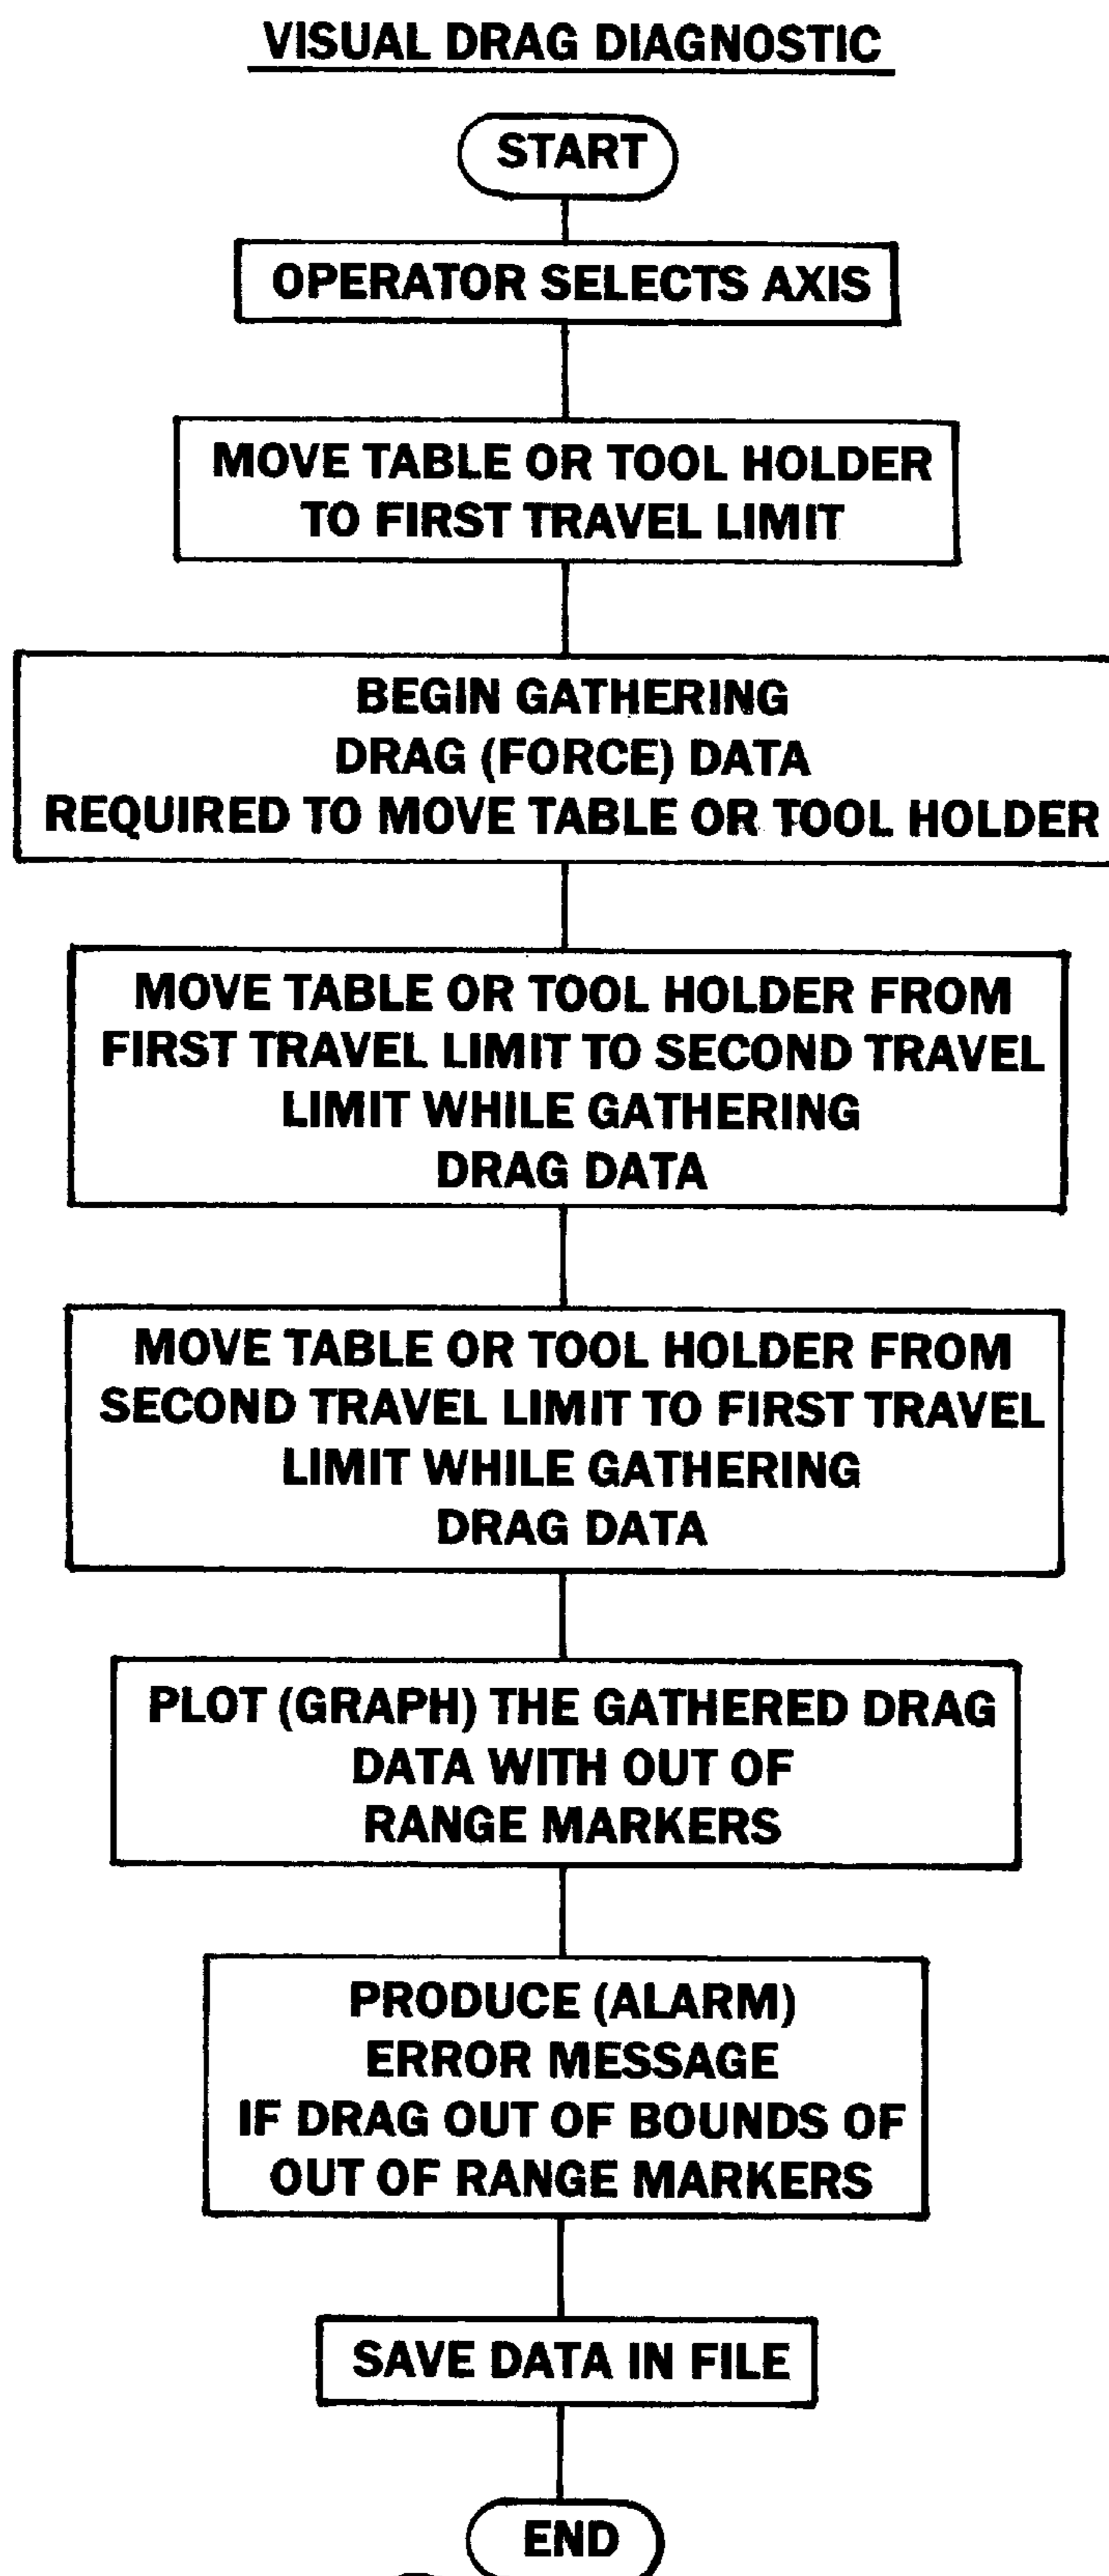 VISUAL DRAG DIAGNOSTIC
START
OPERATOR SELECTS AXIS
MOVE TABLE OR TOOL HOLDER
TO FIRST TRAVEL LIMIT
BEGIN GATHERING
DRAG (FORCE) DATA
REQUIRED TO MOVE TABLE OR TOOL HOLDER
MOVE TABLE OR TOOL HOLDER FROM
FIRST TRAVEL LIMIT TO SECOND TRAVEL
LIMIT WHILE GATHERING
DRAG DATA
MOVE TABLE OR TOOL HOLDER FROM
SECOND TRAVEL LIMIT TO FIRST TRAVEL
LIMIT WHILE GATHERING
DRAG DATA
PLOT (GRAPH) THE GATHERED DRAG
DATA WITH OUT OF
RANGE MARKERS
PRODUCE (ALARM)
ERROR MESSAGE
IF DRAG OUT OF BOUNDS OF
OUT OF RANGE MARKERS
SAVE DATA IN FILE
END